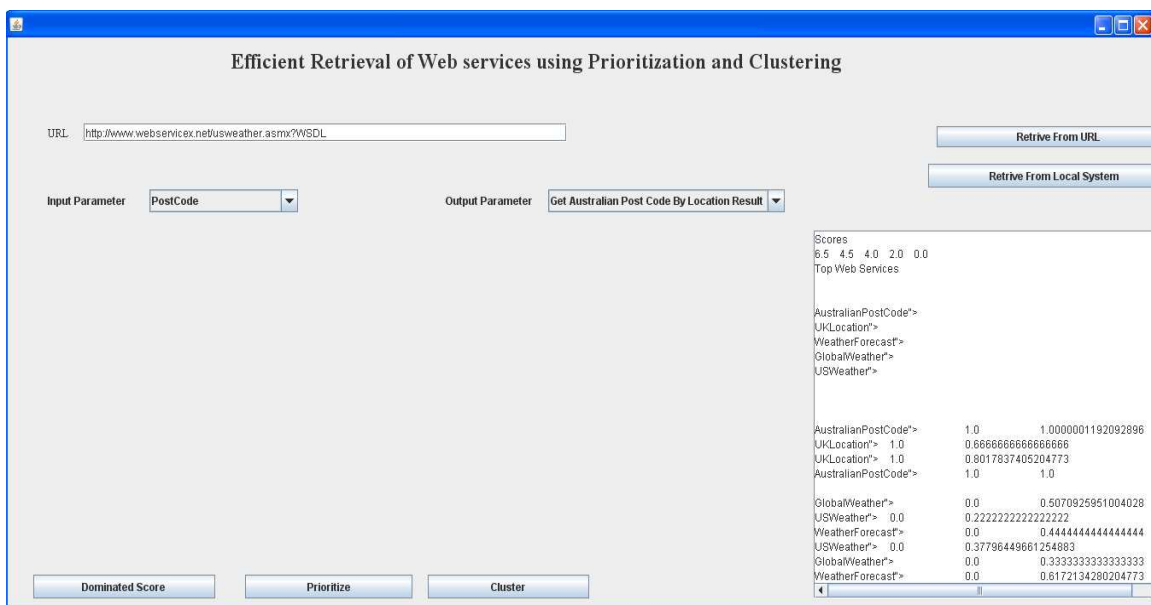 Efficient Retrieval of Web services using Prioritization and Clustering
URL http://www.webservicex.net/usweather.asmx?WSDL
Retrive From URL
Retrive From Local System
Input Parameter PostCode Output Parameter Get Australian Post Code By Location Result
Scores
6.5 4.5 4.0 2.0 0.0
Top Web Services
AustralianPostCode">
UKLocation">
WeatherForecast">
GlobalWeather">
USWeather">
AustralianPostCode"> 1.0 1.0000001192092896
UKLocation"> 1.0 0.6666666666666666
UKLocation"> 1.0 0.8017837405204773
AustralianPostCode"> 1.0 1.0
GlobalWeather"> 0.0 0.5070925951004028
USWeather"> 0.0 0.2222222222222222
WeatherForecast"> 0.0 0.4444444444444444
USWeather"> 0.0 0.37796449661254883
GlobalWeather"> 0.0 0.3333333333333333
WeatherForecast"> 0.0 0.6172134280204773
Dominated Score Prioritize Cluster